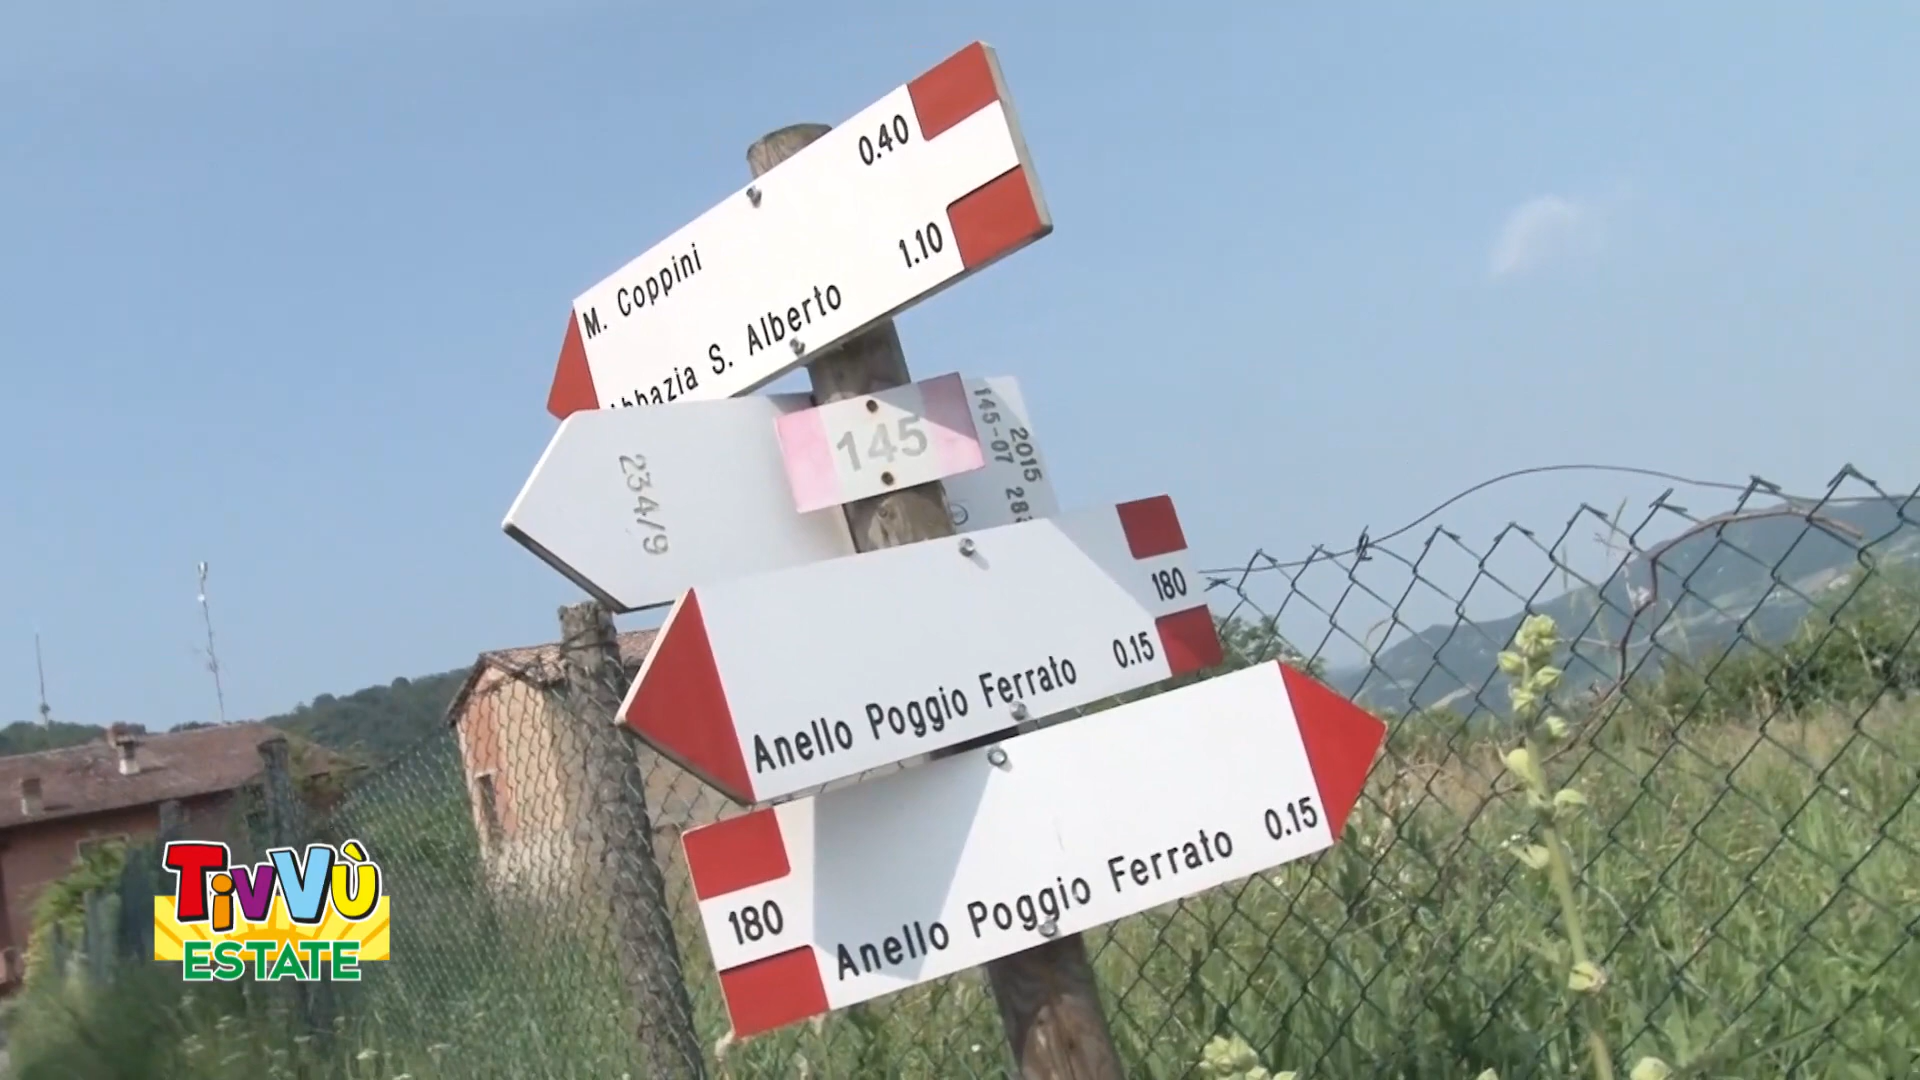 0.40
M. Coppini
1.10
Abbazia S. Alberto
145
234/9
2015
145-07
180
Anello Poggio Ferrato 0.15
180
Anello Poggio Ferrato 0.15
TivVù
ESTATE